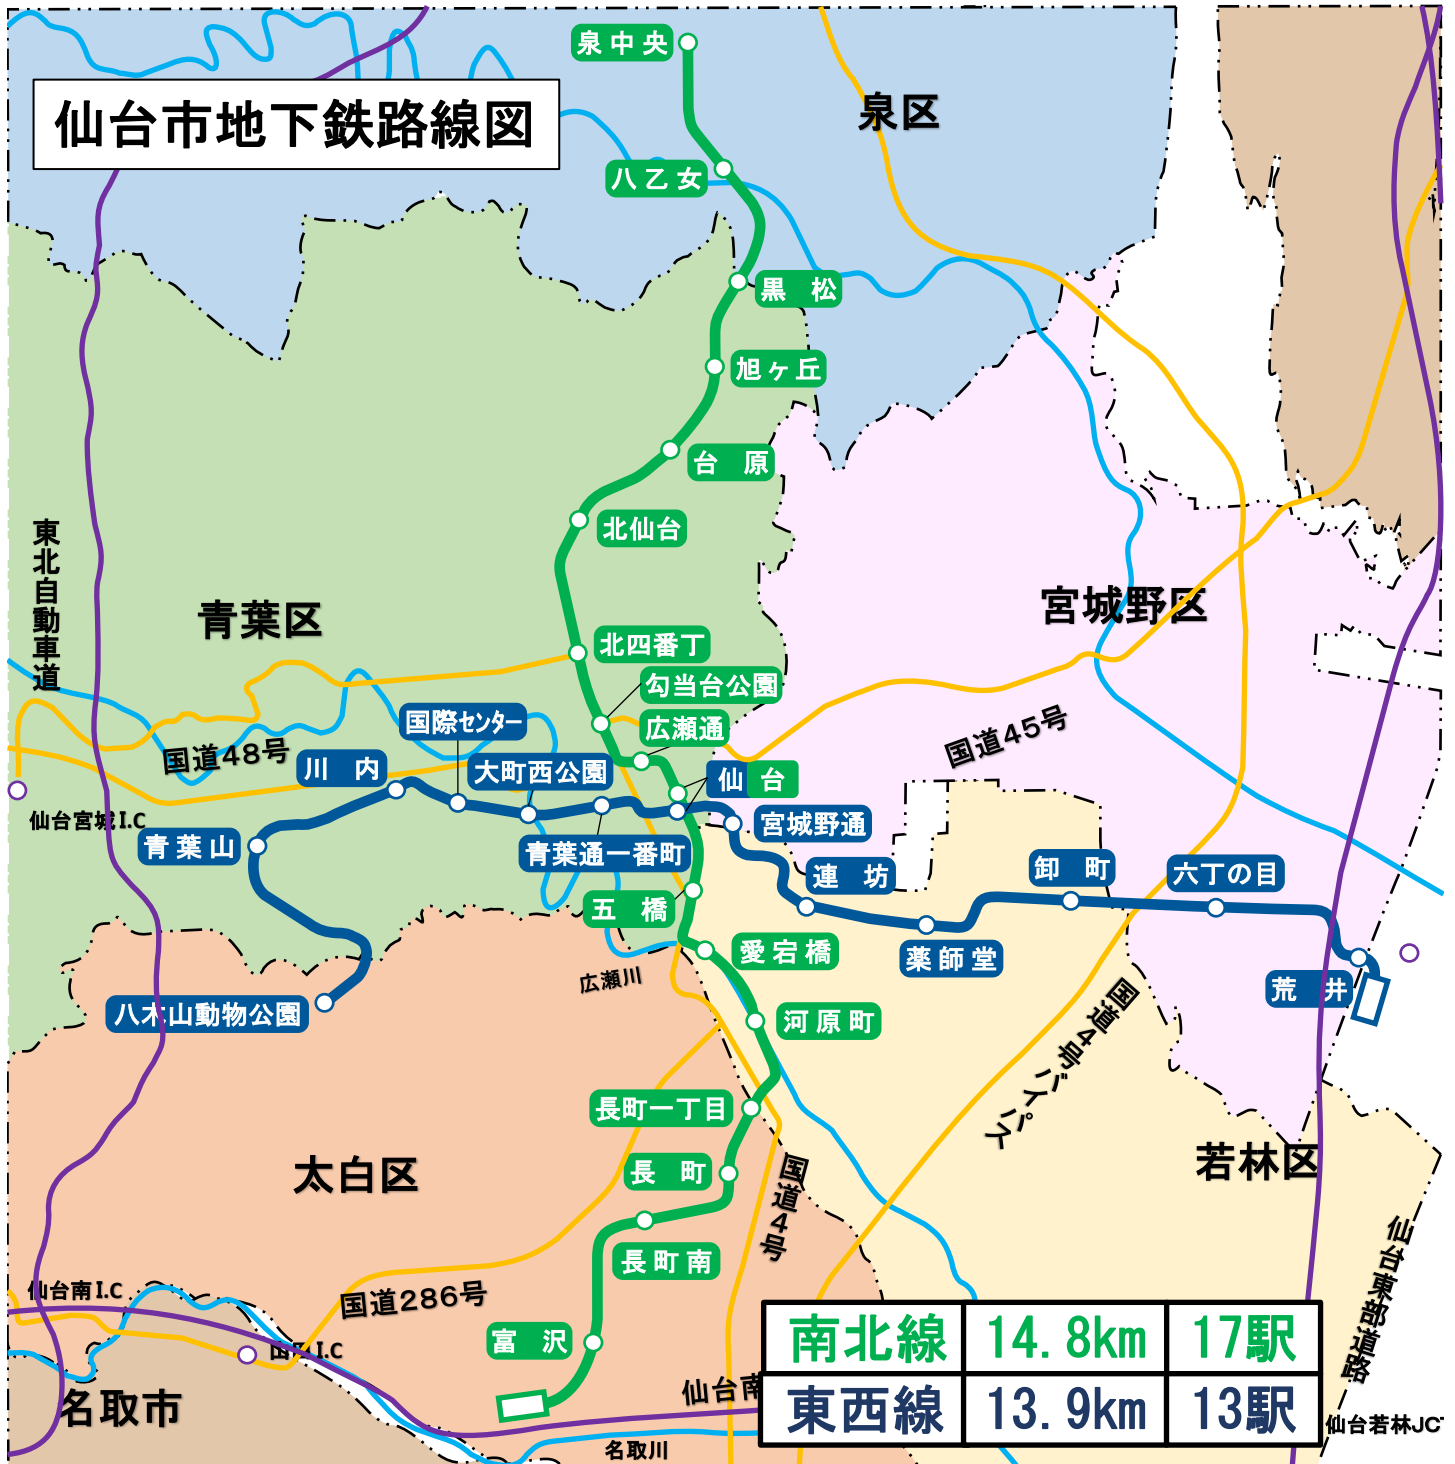 仙台市地下鉄路線図
泉中央
泉区
八乙女
黒　松
旭ヶ丘
台　原
北仙台
東北自動車道
青葉区
宮城野区
北四番丁
勾当台公園
国際センター
広瀬通
国道48号
国道45号
川　内
大町西公園
仙　台
仙台宮城I.C
青葉山
青葉通一番町
宮城野通
連　坊
卸　町
六丁の目
五　橋
愛宕橋
薬師堂
広瀬川
荒　井
八木山動物公園
河原町
国道4号バイパス
長町一丁目
太白区
長　町
国道4号
若林区
長町南
仙台東部道路
仙台南I.C
国道286号
富　沢
I.C
名取市
仙台南
名取川
南北線 14.8km 17駅
東西線 13.9km 13駅
仙台若林JCT